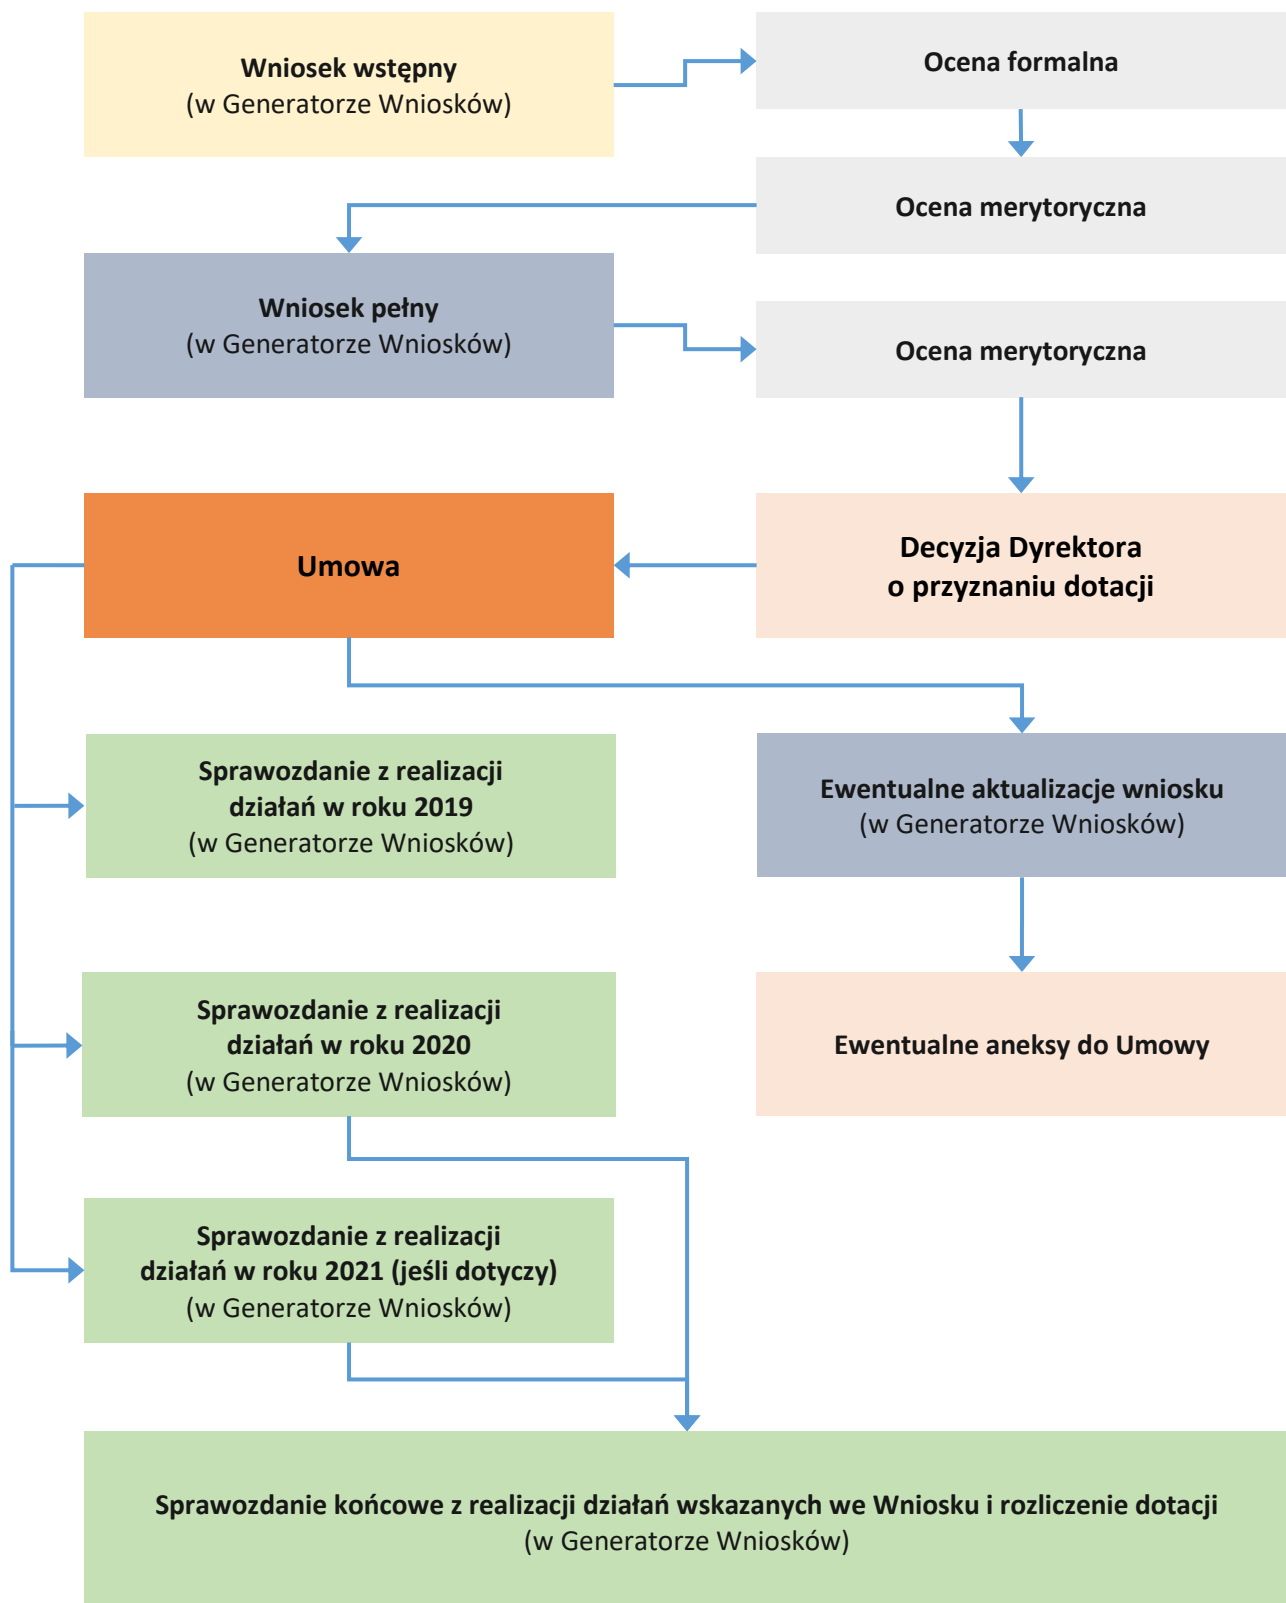 Wniosek wstępny
(w Generatorze Wniosków)
Ocena formalna
Ocena merytoryczna
Wniosek pełny
(w Generatorze Wniosków)
Ocena merytoryczna
Decyzja Dyrektora
o przyznaniu dotacji
Umowa
Sprawozdanie z realizacji
działań w roku 2019
(w Generatorze Wniosków)
Ewentualne aktualizacje wniosku
(w Generatorze Wniosków)
Sprawozdanie z realizacji
działań w roku 2020
(w Generatorze Wniosków)
Ewentualne aneksy do Umowy
Sprawozdanie z realizacji
działań w roku 2021 (jeśli dotyczy)
(w Generatorze Wniosków)
Sprawozdanie końcowe z realizacji działań wskazanych we Wniosku i rozliczenie dotacji
(w Generatorze Wniosków)